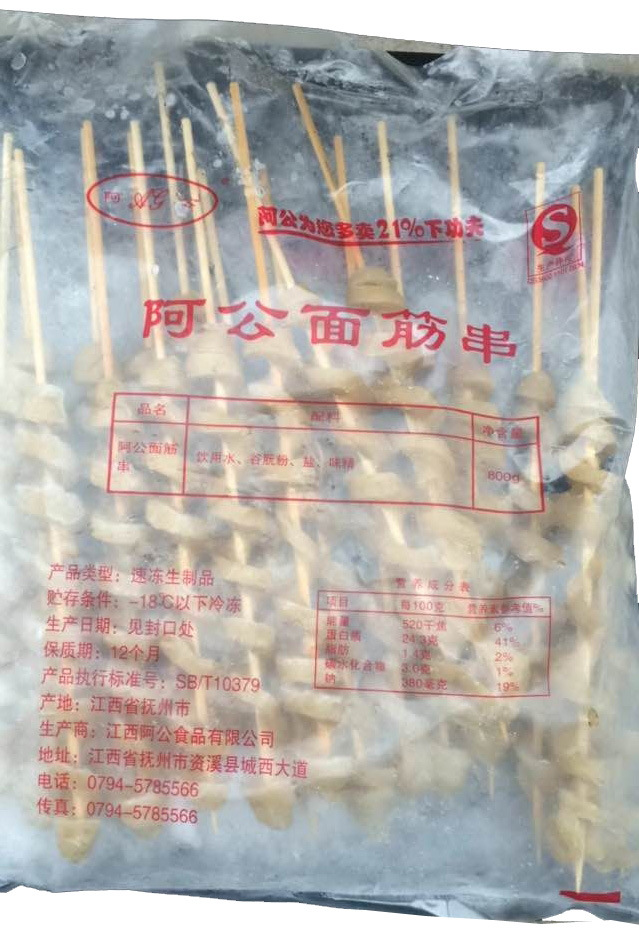 阿公为您多卖21%下功夫
生产许可
阿公面筋串
品名 配料 净含量
阿公面筋串 饮用水、谷朊粉、盐、味精 600g
产品类型：速冻生制品
贮存条件：-18℃以下冷冻
生产日期：见封口处
保质期：12个月
产品执行标准号：SB/T10379
产地：江西省抚州市
生产商：江西阿公食品有限公司
地址：江西省抚州市资溪县城西大道
电话：0794-5785566
传真：0794-5785566
营养成分表
项目 每100克 营养素参考值%
能量 520千焦 6%
蛋白质 24.3克 41%
脂肪 1.4克 2%
碳水化合物 3.0克 1%
钠 380毫克 19%